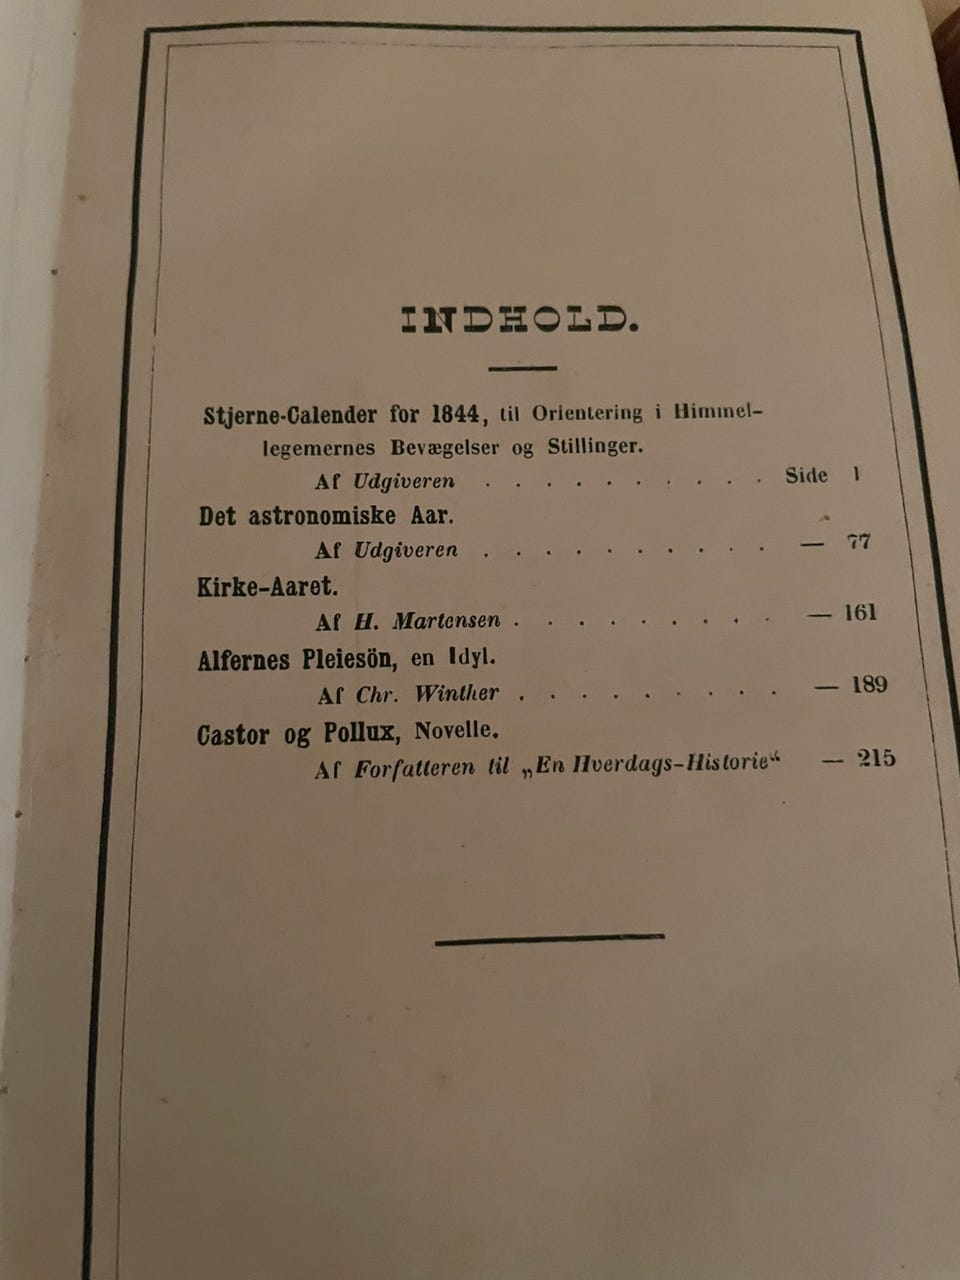 INDHOLD.
Stjerne-Calender for 1844, til Orientering i Himmel-
legemernes Bevægelser og Stillinger.
Af Udgiveren . . . . . . . . . . Side 1
Det astronomiske Aar.
Af Udgiveren . . . . . . . . . . — 77
Kirke-Aaret.
Af H. Martensen . . . . . . . . . — 161
Alfernes Pleiesön, en Idyl.
Af Chr. Winther . . . . . . . . . — 189
Castor og Pollux, Novelle.
Af Forfatteren til „En Hverdags-Historie“ — 215